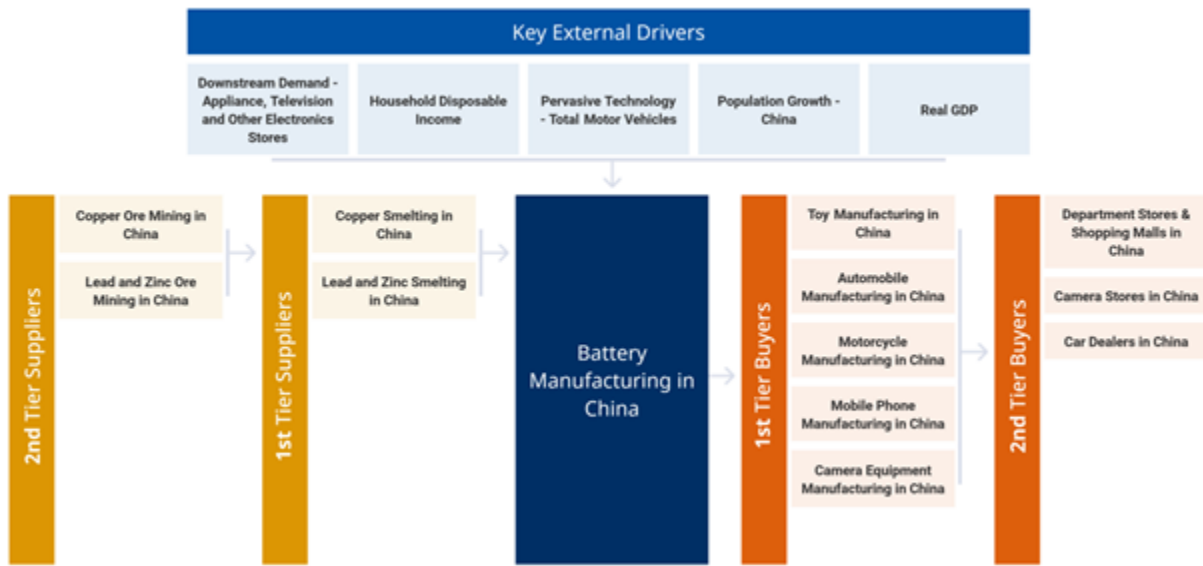 Key External Drivers
Downstream Demand -
Appliance, Television
and Other Electronics
Stores
Household Disposable
Income
Pervasive Technology
- Total Motor Vehicles
Population Growth -
China
Real GDP
2nd Tier Suppliers
Copper Ore Mining in
China
Lead and Zinc Ore
Mining in China
1st Tier Suppliers
Copper Smelting in
China
Lead and Zinc Smelting
in China
Battery
Manufacturing in
China
1st Tier Buyers
Toy Manufacturing in
China
Automobile
Manufacturing in China
Motorcycle
Manufacturing in China
Mobile Phone
Manufacturing in China
Camera Equipment
Manufacturing in China
2nd Tier Buyers
Department Stores &
Shopping Malls in
China
Camera Stores in China
Car Dealers in China